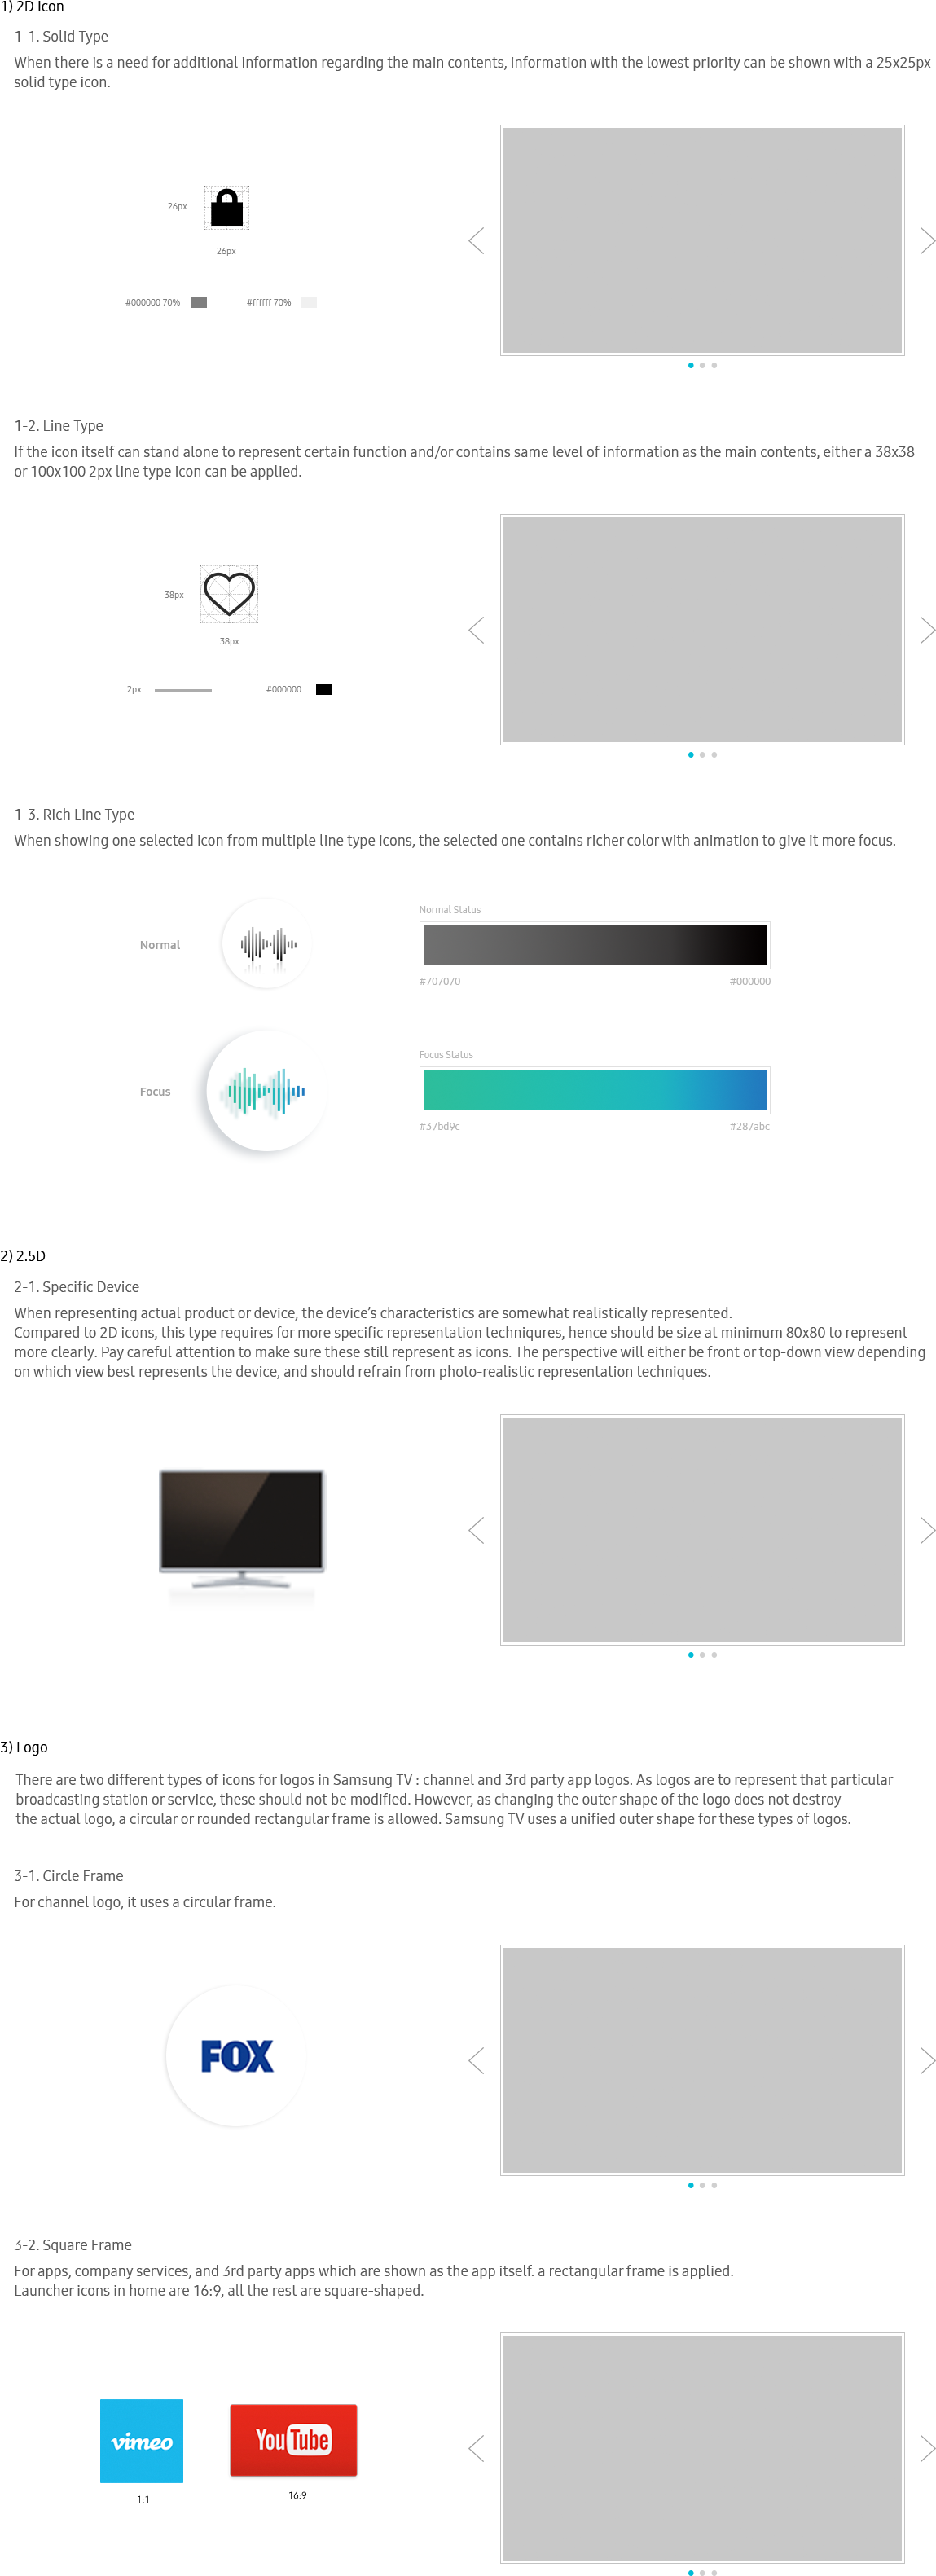 1) 2D Icon
1-1. Solid Type
When there is a need for additional information regarding the main contents, information with the lowest priority can be shown with a 25x25px
solid type icon.
26px
26px
#000000 70%
#ffffff 70%
1-2. Line Type
If the icon itself can stand alone to represent certain function and/or contains same level of information as the main contents, either a 38x38
or 100x100 2px line type icon can be applied.
38px
38px
2px
#000000
1-3. Rich Line Type
When showing one selected icon from multiple line type icons, the selected one contains richer color with animation to give it more focus.
Normal Status
Normal
#707070
#000000
Focus Status
Focus
#37bd9c
#287abc
2) 2.5D
2-1. Specific Device
When representing actual product or device, the device's characteristics are somewhat realistically represented.
Compared to 2D icons, this type requires for more specific representation techniqures, hence should be size at minimum 80x80 to represent
more clearly. Pay careful attention to make sure these still represent as icons. The perspective will either be front or top-down view depending
on which view best represents the device, and should refrain from photo-realistic representation techniques.
3) Logo
There are two different types of icons for logos in Samsung TV : channel and 3rd party app logos. As logos are to represent that particular
broadcasting station or service, these should not be modified. However, as changing the outer shape of the logo does not destroy
the actual logo, a circular or rounded rectangular frame is allowed. Samsung TV uses a unified outer shape for these types of logos.
3-1. Circle Frame
For channel logo, it uses a circular frame.
FOX
3-2. Square Frame
For apps, company services, and 3rd party apps which are shown as the app itself. a rectangular frame is applied.
Launcher icons in home are 16:9, all the rest are square-shaped.
vimeo
YouTube
1:1
16:9